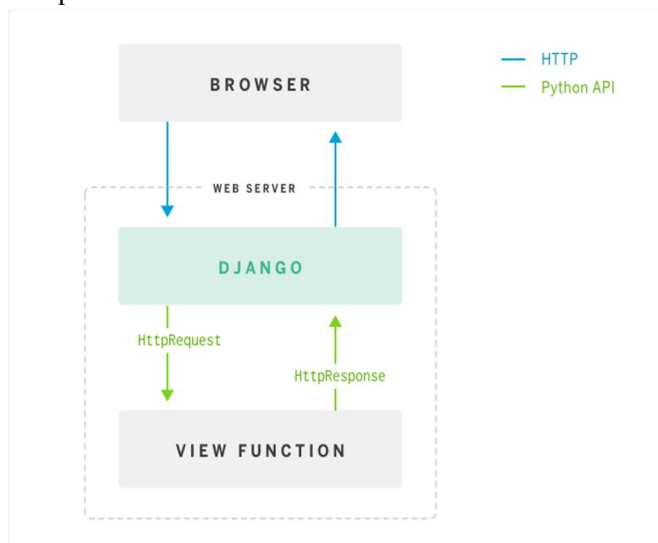 BROWSER
HTTP
Python API
WEB SERVER
DJANGO
HttpRequest
HttpResponse
VIEW FUNCTION